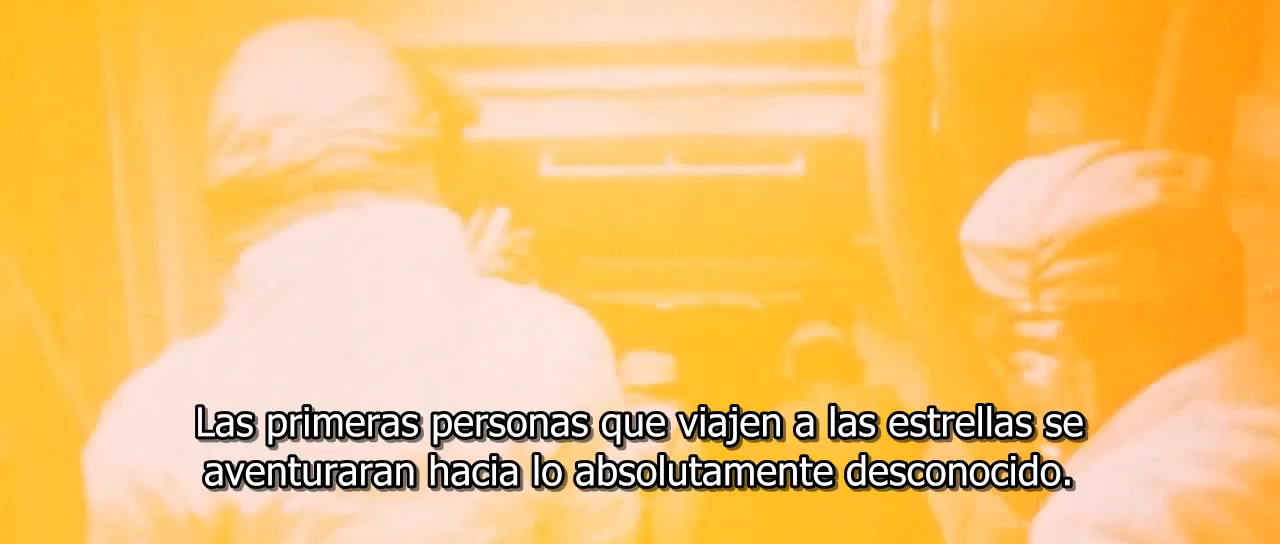 Las primeras personas que viajen a las estrellas se
aventuraran hacia lo absolutamente desconocido.